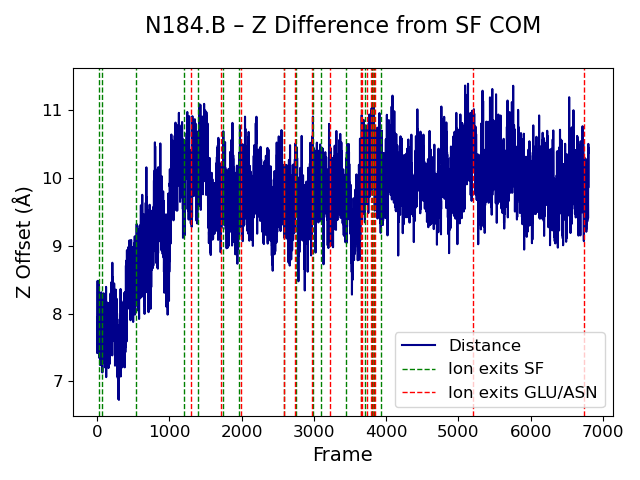 N184.B – Z Difference from SF COM
Z Offset (Å)
11
10
9
8
7
0
1000
2000
3000
4000
5000
6000
7000
Frame
Distance
Ion exits SF
Ion exits GLU/ASN